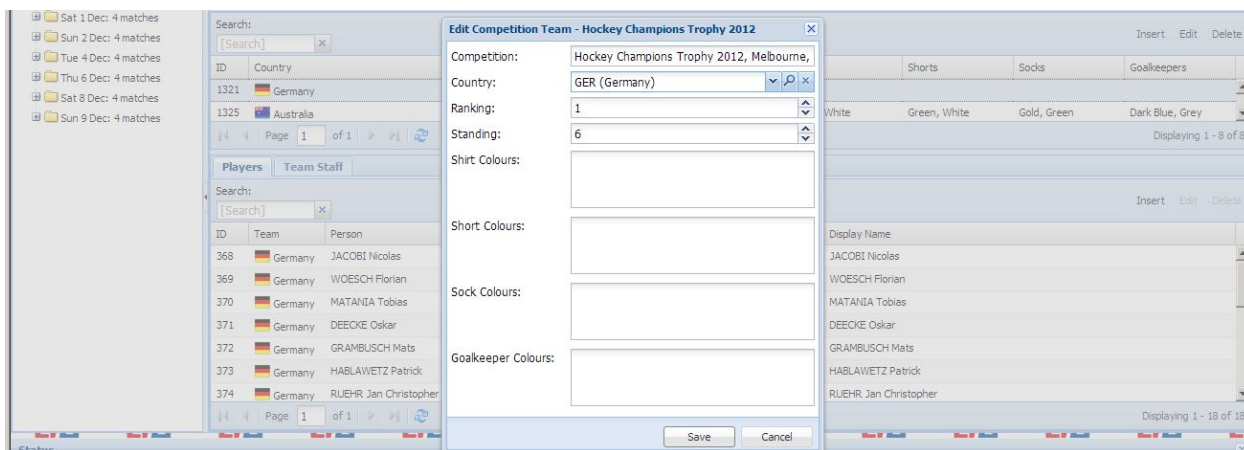 Sat 1 Dec: 4 matches
Sun 2 Dec: 4 matches
Tue 4 Dec: 4 matches
Thu 6 Dec: 4 matches
Sat 8 Dec: 4 matches
Sun 9 Dec: 4 matches
Search:
[Search]
Insert Edit Delete
ID Country Shorts Socks Goalkeepers
1321 Germany
1325 Australia White Green, White Gold, Green Dark Blue, Grey
Page 1 of 1 Displaying 1 - 8 of 8
Players Team Staff
Search:
[Search]
Insert Edit Delete
ID Team Person Display Name
368 Germany JACOBI Nicolas JACOBI Nicolas
369 Germany WOESCH Florian WOESCH Florian
370 Germany MATANIA Tobias MATANIA Tobias
371 Germany DEECKE Oskar DEECKE Oskar
372 Germany GRAMBUSCH Mats GRAMBUSCH Mats
373 Germany HABLAWETZ Patrick HABLAWETZ Patrick
374 Germany RUEHR Jan Christopher RUEHR Jan Christopher
Page 1 of 1 Displaying 1 - 18 of 18
Status
Edit Competition Team - Hockey Champions Trophy 2012
Competition: Hockey Champions Trophy 2012, Melbourne,
Country: GER (Germany)
Ranking: 1
Standing: 6
Shirt Colours:
Short Colours:
Sock Colours:
Goalkeeper Colours:
Save Cancel